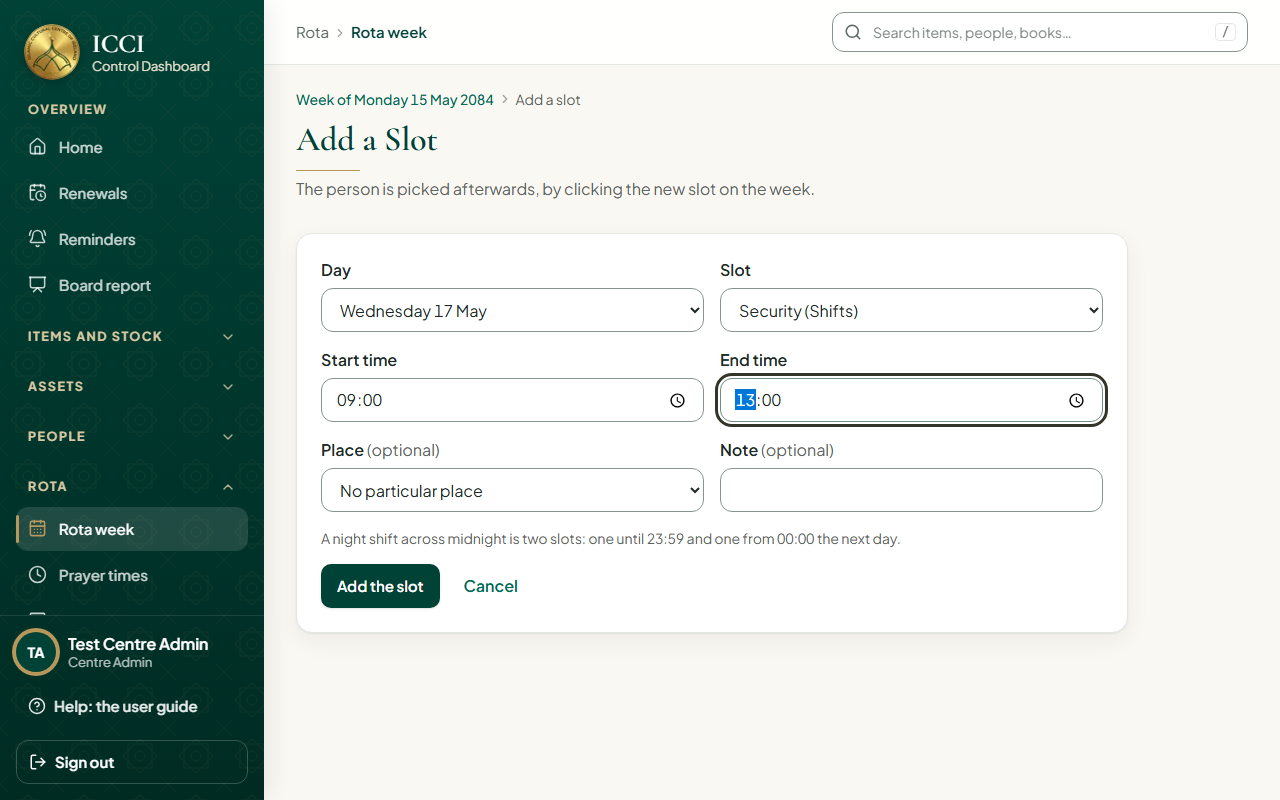 ICCI
Control Dashboard
OVERVIEW
Home
Renewals
Reminders
Board report
ITEMS AND STOCK
ASSETS
PEOPLE
ROTA
Rota week
Prayer times
TA
Test Centre Admin
Centre Admin
Help: the user guide
Sign out
Rota > Rota week
Search items, people, books...
/
Week of Monday 15 May 2084 > Add a slot
Add a Slot
The person is picked afterwards, by clicking the new slot on the week.
Day
Slot
Wednesday 17 May
Security (Shifts)
Start time
End time
09:00
13:00
Place (optional)
Note (optional)
No particular place
A night shift across midnight is two slots: one until 23:59 and one from 00:00 the next day.
Add the slot
Cancel